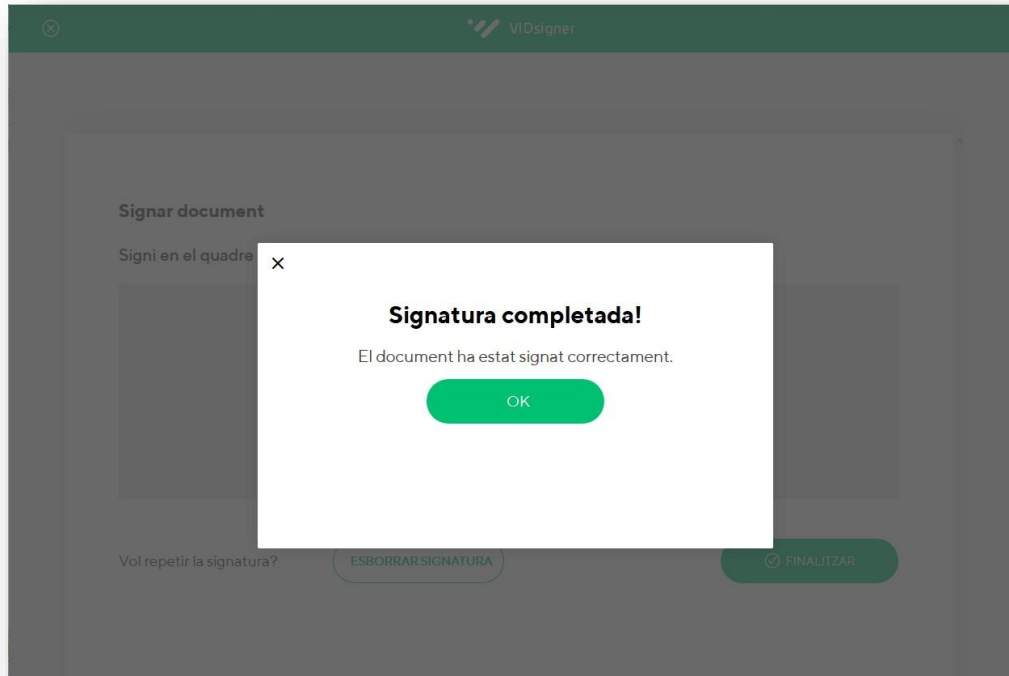 VIDsigner
Signar document
Signi en el quadre
Signatura completada!
El document ha estat signat correctament.
OK
Vol repetir la signatura?
ESBORRAR SIGNATURA
FINALITZAR